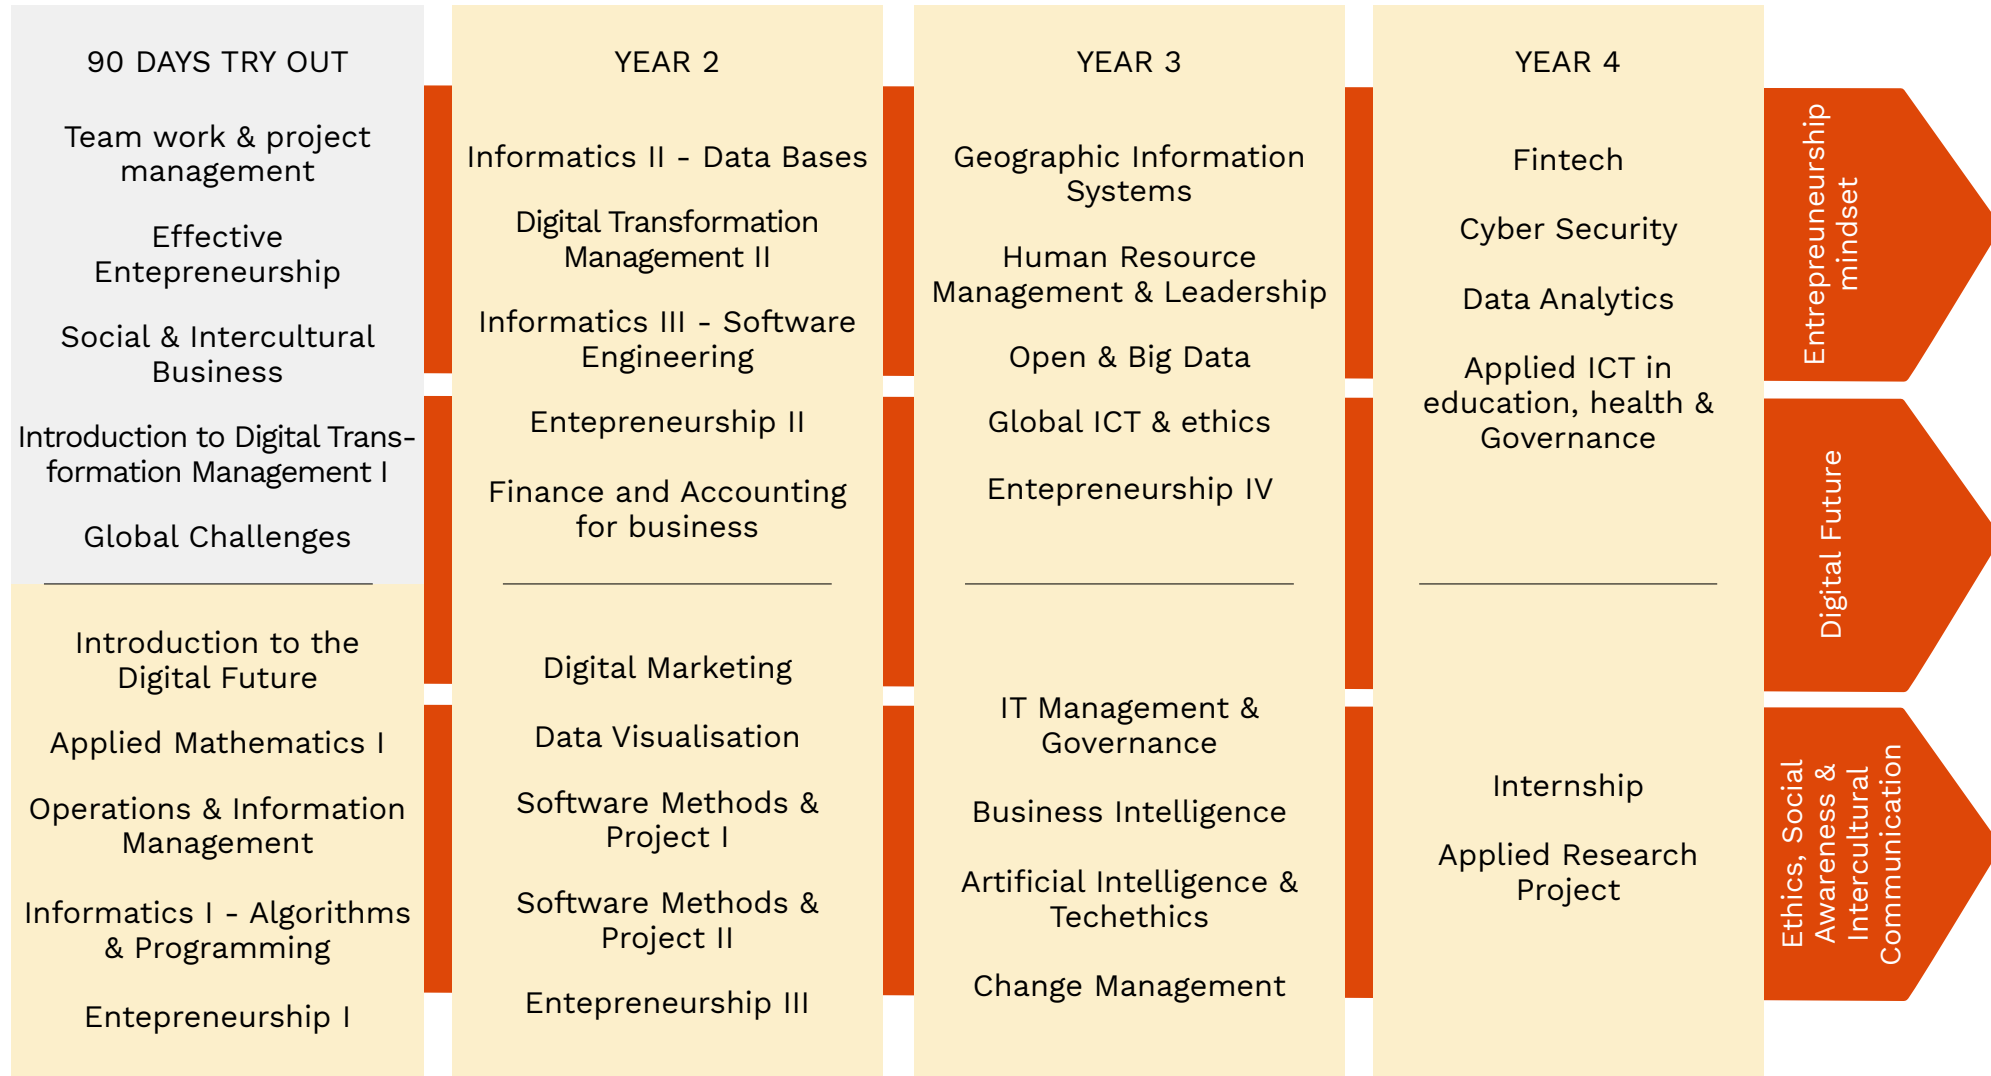 90 DAYS TRY OUT
Team work & project
management
Effective
Entepreneurship
Social & Intercultural
Business
Introduction to Digital Trans-
formation Management I
Global Challenges
Introduction to the
Digital Future
Applied Mathematics I
Operations & Information
Management
Informatics I - Algorithms
& Programming
Entepreneurship I
YEAR 2
Informatics II - Data Bases
Digital Transformation
Management II
Informatics III - Software
Engineering
Entepreneurship II
Finance and Accounting
for business
Digital Marketing
Data Visualisation
Software Methods &
Project I
Software Methods &
Project II
Entepreneurship III
YEAR 3
Geographic Information
Systems
Human Resource
Management & Leadership
Open & Big Data
Global ICT & ethics
Entepreneurship IV
IT Management &
Governance
Business Intelligence
Artificial Intelligence &
Techethics
Change Management
YEAR 4
Fintech
Cyber Security
Data Analytics
Applied ICT in
education, health &
Governance
Internship
Applied Research
Project
Entrepreuneurship
mindset
Digital Future
Ethics, Social
Awareness &
Intercultural
Communication